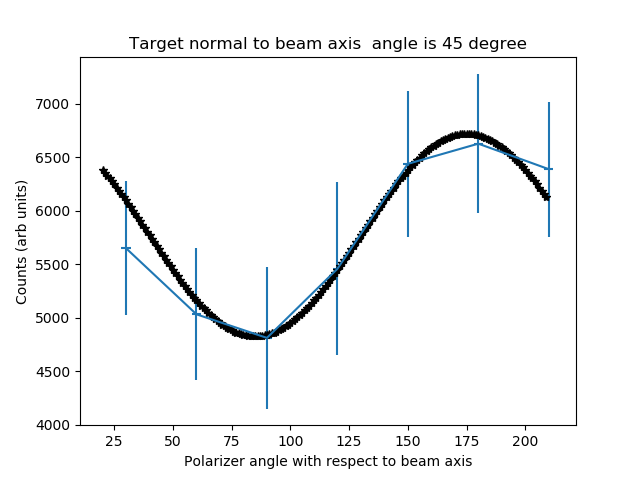 Target normal to beam axis  angle is 45 degree
Counts (arb units)
7000
6500
6000
5500
5000
4500
4000
25 50 75 100 125 150 175 200
Polarizer angle with respect to beam axis